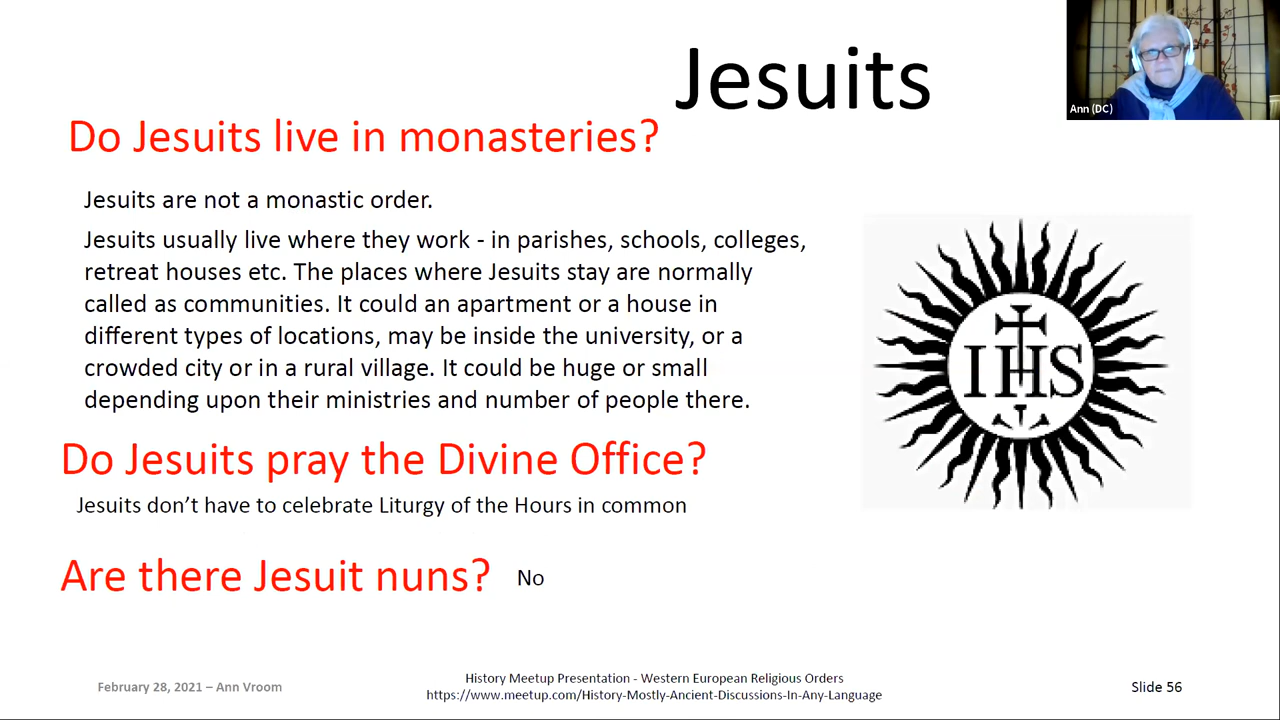 Jesuits
Ann (DC)
Do Jesuits live in monasteries?
Jesuits are not a monastic order.
Jesuits usually live where they work - in parishes, schools, colleges,
retreat houses etc. The places where Jesuits stay are normally
called as communities. It could an apartment or a house in
different types of locations, may be inside the university, or a
crowded city or in a rural village. It could be huge or small
depending upon their ministries and number of people there.
IHS
Do Jesuits pray the Divine Office?
Jesuits don’t have to celebrate Liturgy of the Hours in common
Are there Jesuit nuns? No
February 28, 2021 – Ann Vroom
History Meetup Presentation - Western European Religious Orders
https://www.meetup.com/History-Mostly-Ancient-Discussions-In-Any-Language
Slide 56